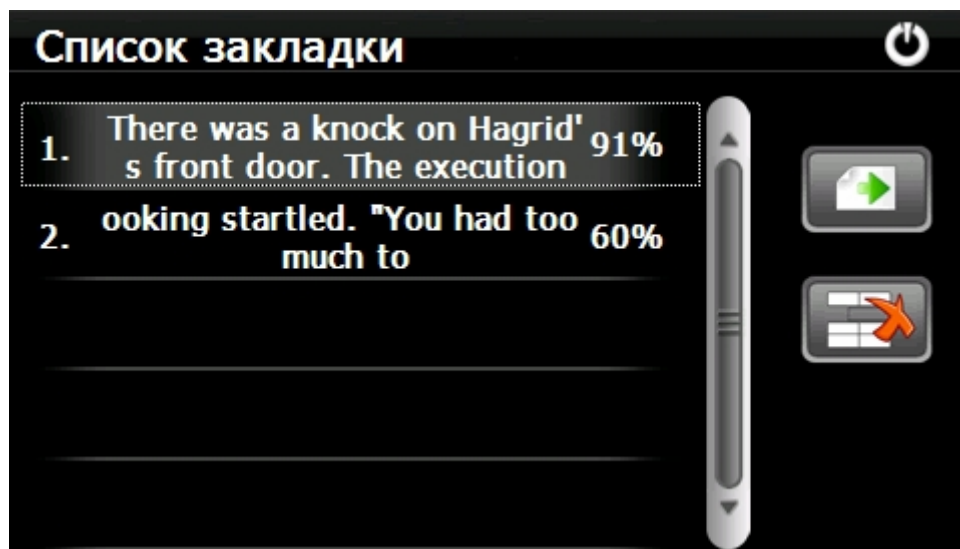 Список закладки
1. There was a knock on Hagrid' 91%
s front door. The execution
2. ooking startled. "You had too 60%
much to